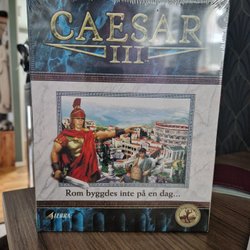 CAESAR
III
Rom byggdes inte på en dag...
SIERRA